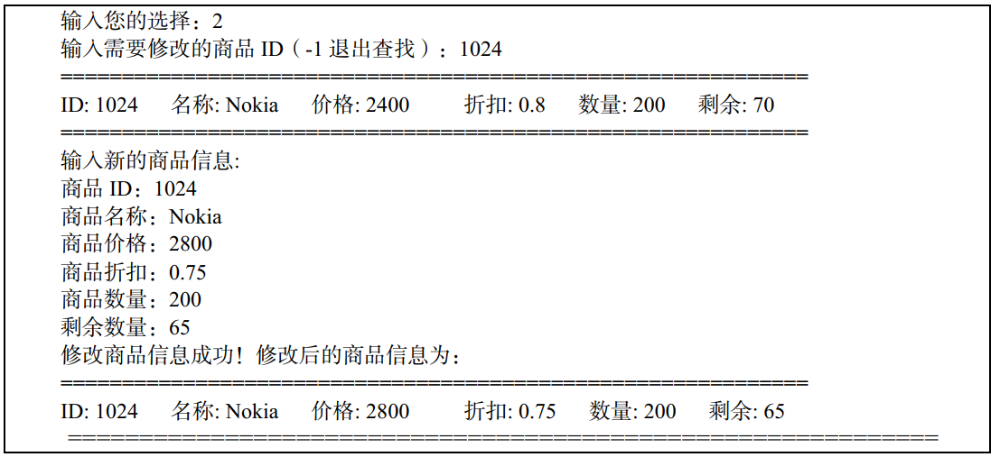 输入您的选择：2
输入需要修改的商品 ID（-1 退出查找）：1024
==============================================================
ID: 1024 名称: Nokia 价格: 2400 折扣: 0.8 数量: 200 剩余: 70
==============================================================
输入新的商品信息:
商品 ID：1024
商品名称：Nokia
商品价格：2800
商品折扣：0.75
商品数量：200
剩余数量：65
修改商品信息成功！修改后的商品信息为：
==============================================================
ID: 1024 名称: Nokia 价格: 2800 折扣: 0.75 数量: 200 剩余: 65
==============================================================